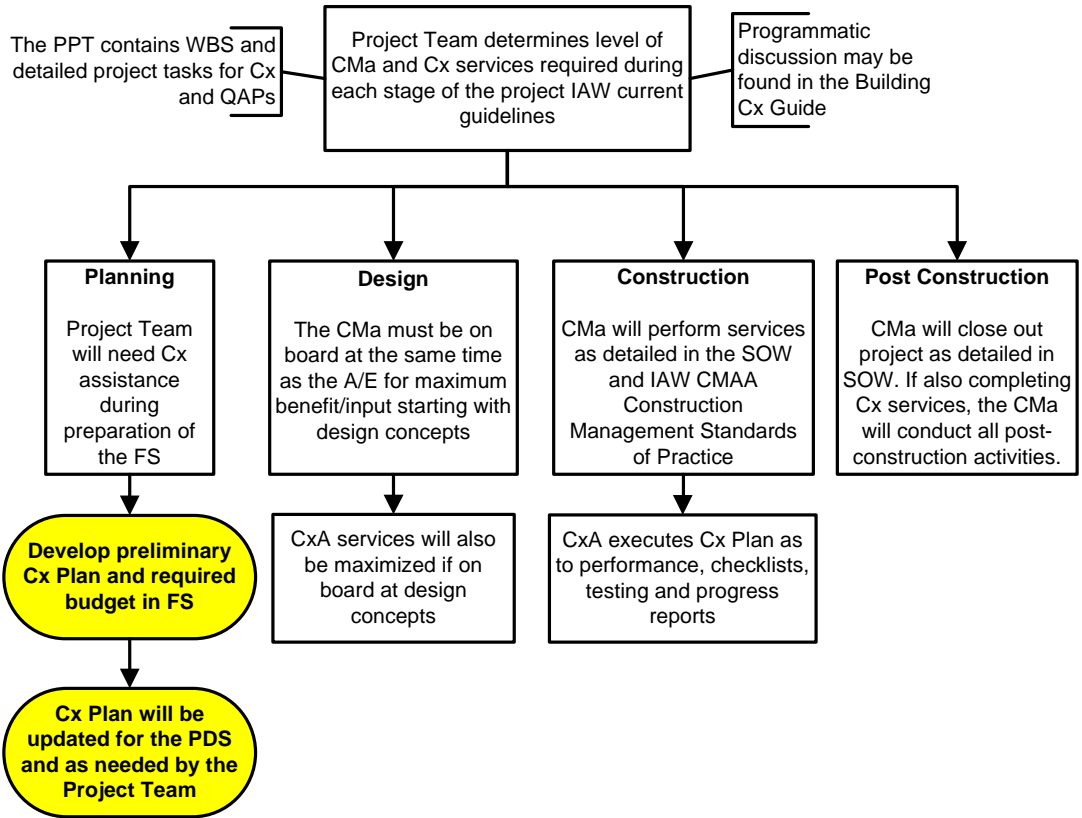 The PPT contains WBS and
detailed project tasks for Cx
and QAPs
Project Team determines level of
CMa and Cx services required during
each stage of the project IAW current
guidelines
Programmatic
discussion may be
found in the Building
Cx Guide
Planning
Project Team
will need Cx
assistance
during
preparation of
the FS
Design
The CMa must be on
board at the same time
as the A/E for maximum
benefit/input starting with
design concepts
Construction
CMa will perform services
as detailed in the SOW
and IAW CMAA
Construction
Management Standards
of Practice
Post Construction
CMa will close out
project as detailed in
SOW. If also completing
Cx services, the CMa
will conduct all post-
construction activities.
Develop preliminary
Cx Plan and required
budget in FS
CxA services will also
be maximized if on
board at design
concepts
CxA executes Cx Plan as
to performance, checklists,
testing and progress
reports
Cx Plan will be
updated for the PDS
and as needed by the
Project Team